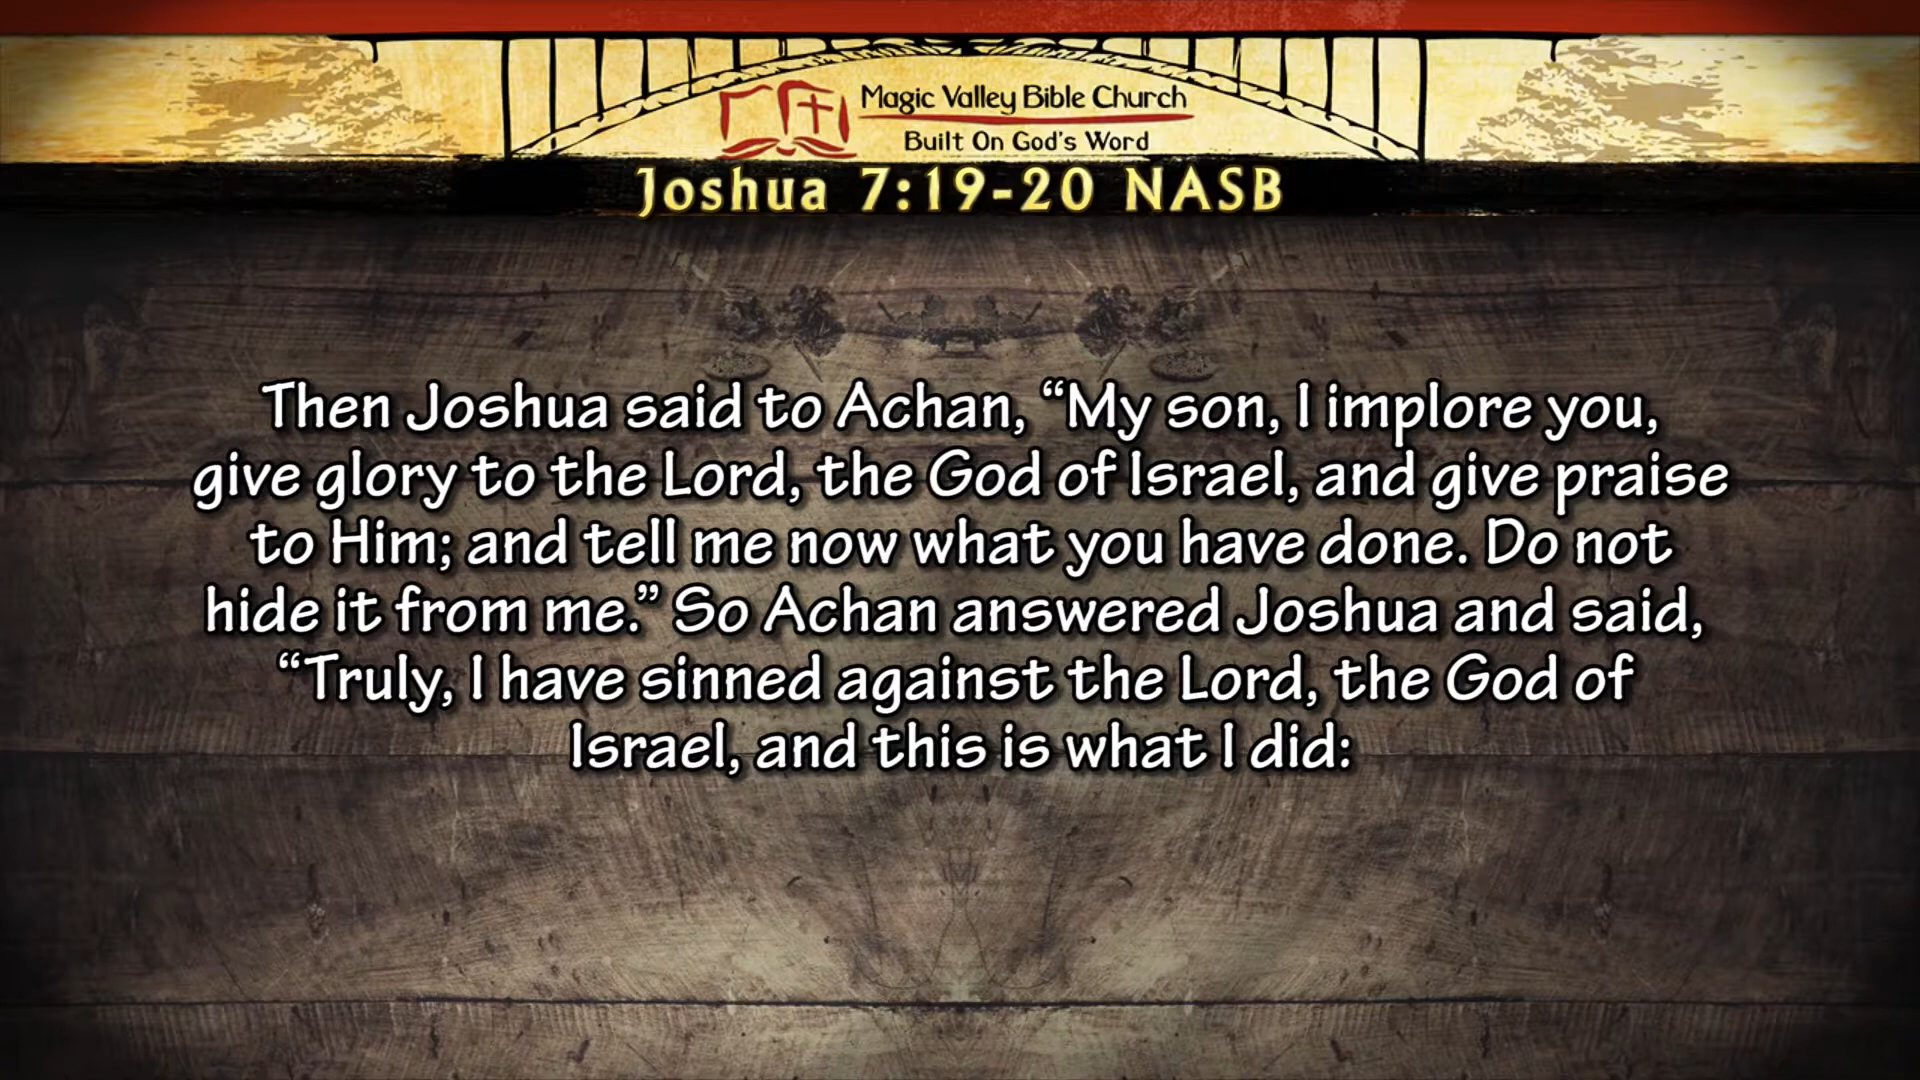 Magic Valley Bible Church
Built On God's Word
Joshua 7:19-20 NASB
Then Joshua said to Achan, “My son, I implore you,
give glory to the Lord, the God of Israel, and give praise
to Him; and tell me now what you have done. Do not
hide it from me.” So Achan answered Joshua and said,
“Truly, I have sinned against the Lord, the God of
Israel, and this is what I did: